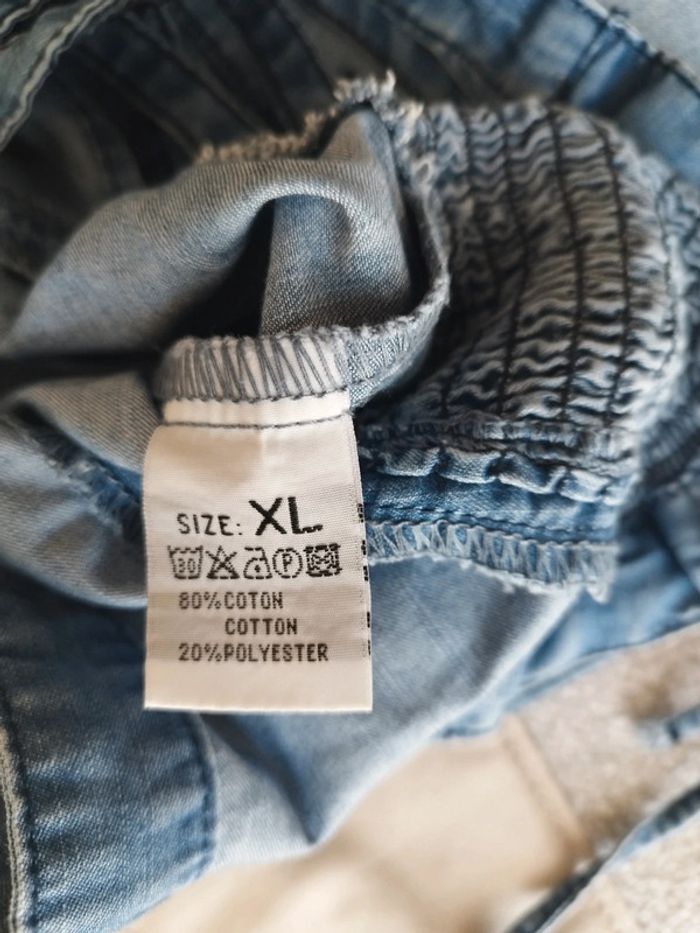 SIZE: XL
30 P
80%COTON
COTTON
20%POLYESTER